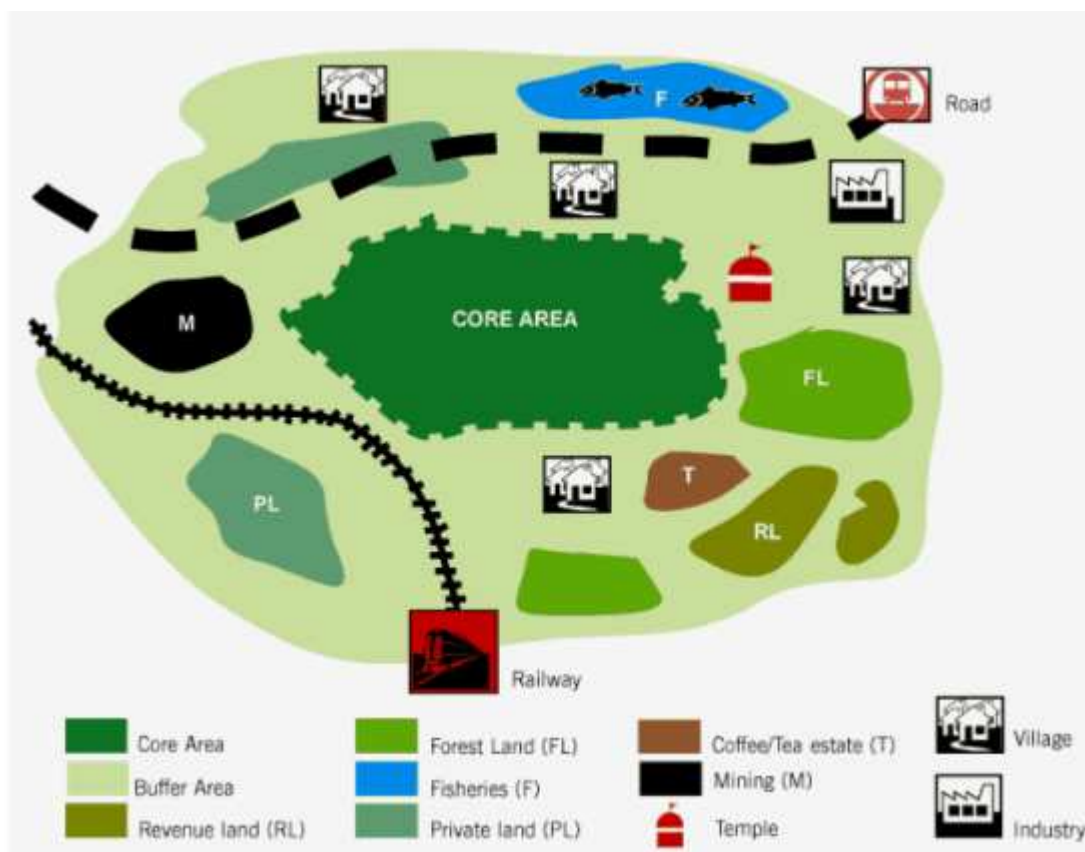 F
Road
M
CORE AREA
FL
T
PL
RL
Railway
Core Area
Forest Land (FL)
Coffee/Tea estate (T)
Village
Buffer Area
Fisheries (F)
Mining (M)
Revenue land (RL)
Private land (PL)
Temple
Industry